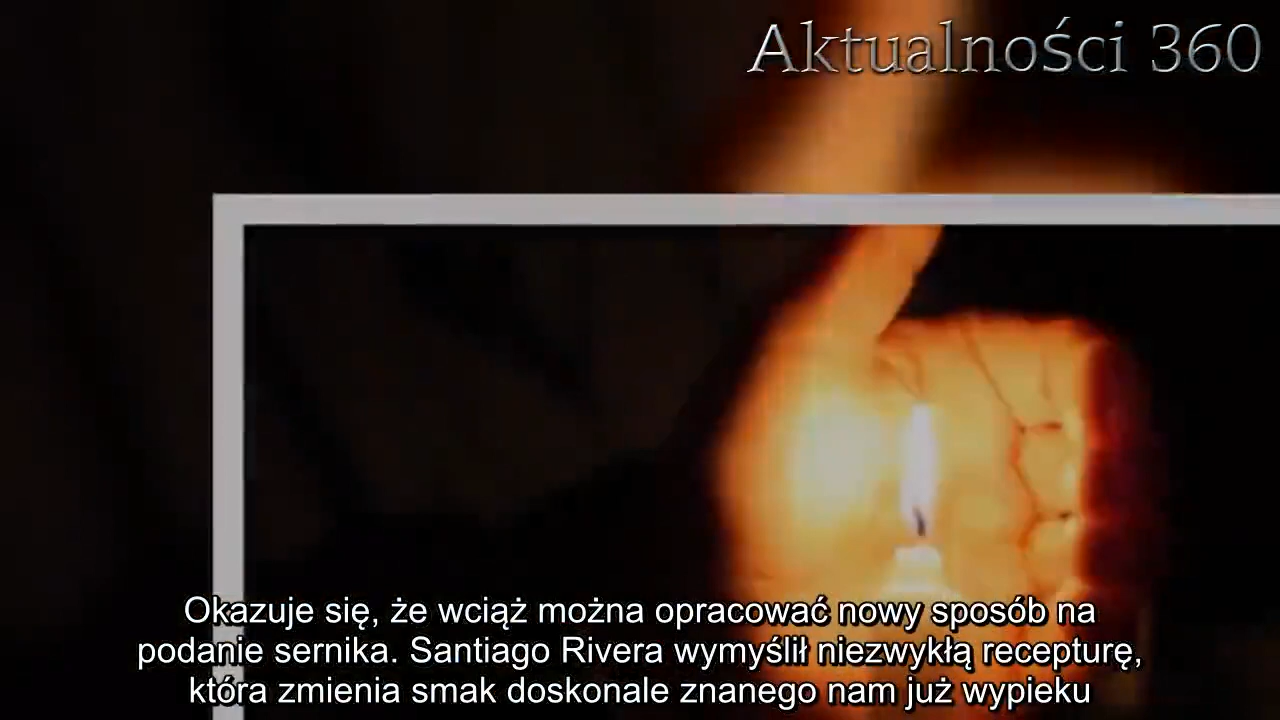 Aktualności 360
Okazuje się, że wciąż można opracować nowy sposób na
podanie sernika. Santiago Rivera wymyślił niezwykłą recepturę,
która zmienia smak doskonale znanego nam już wypieku